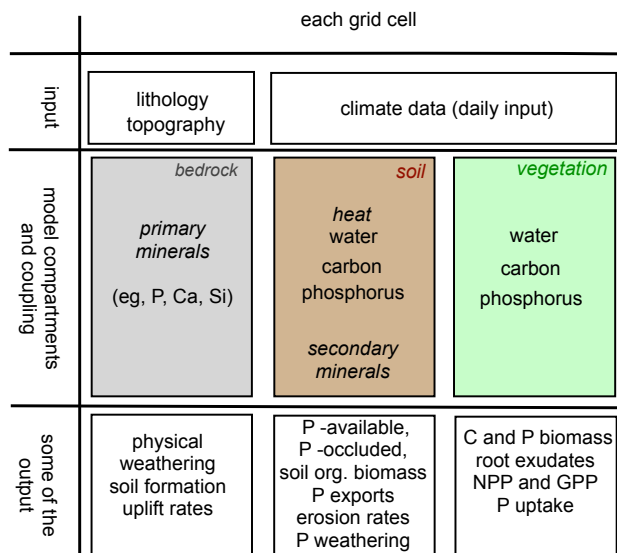 each grid cell
input
lithology
topography
climate data (daily input)
model compartments
and coupling
bedrock
primary
minerals
(eg, P, Ca, Si)
soil
heat
water
carbon
phosphorus
secondary
minerals
vegetation
water
carbon
phosphorus
some of the
output
physical
weathering
soil formation
uplift rates
P -available,
P -occluded,
soil org. biomass
P exports
erosion rates
P weathering
C and P biomass
root exudates
NPP and GPP
P uptake